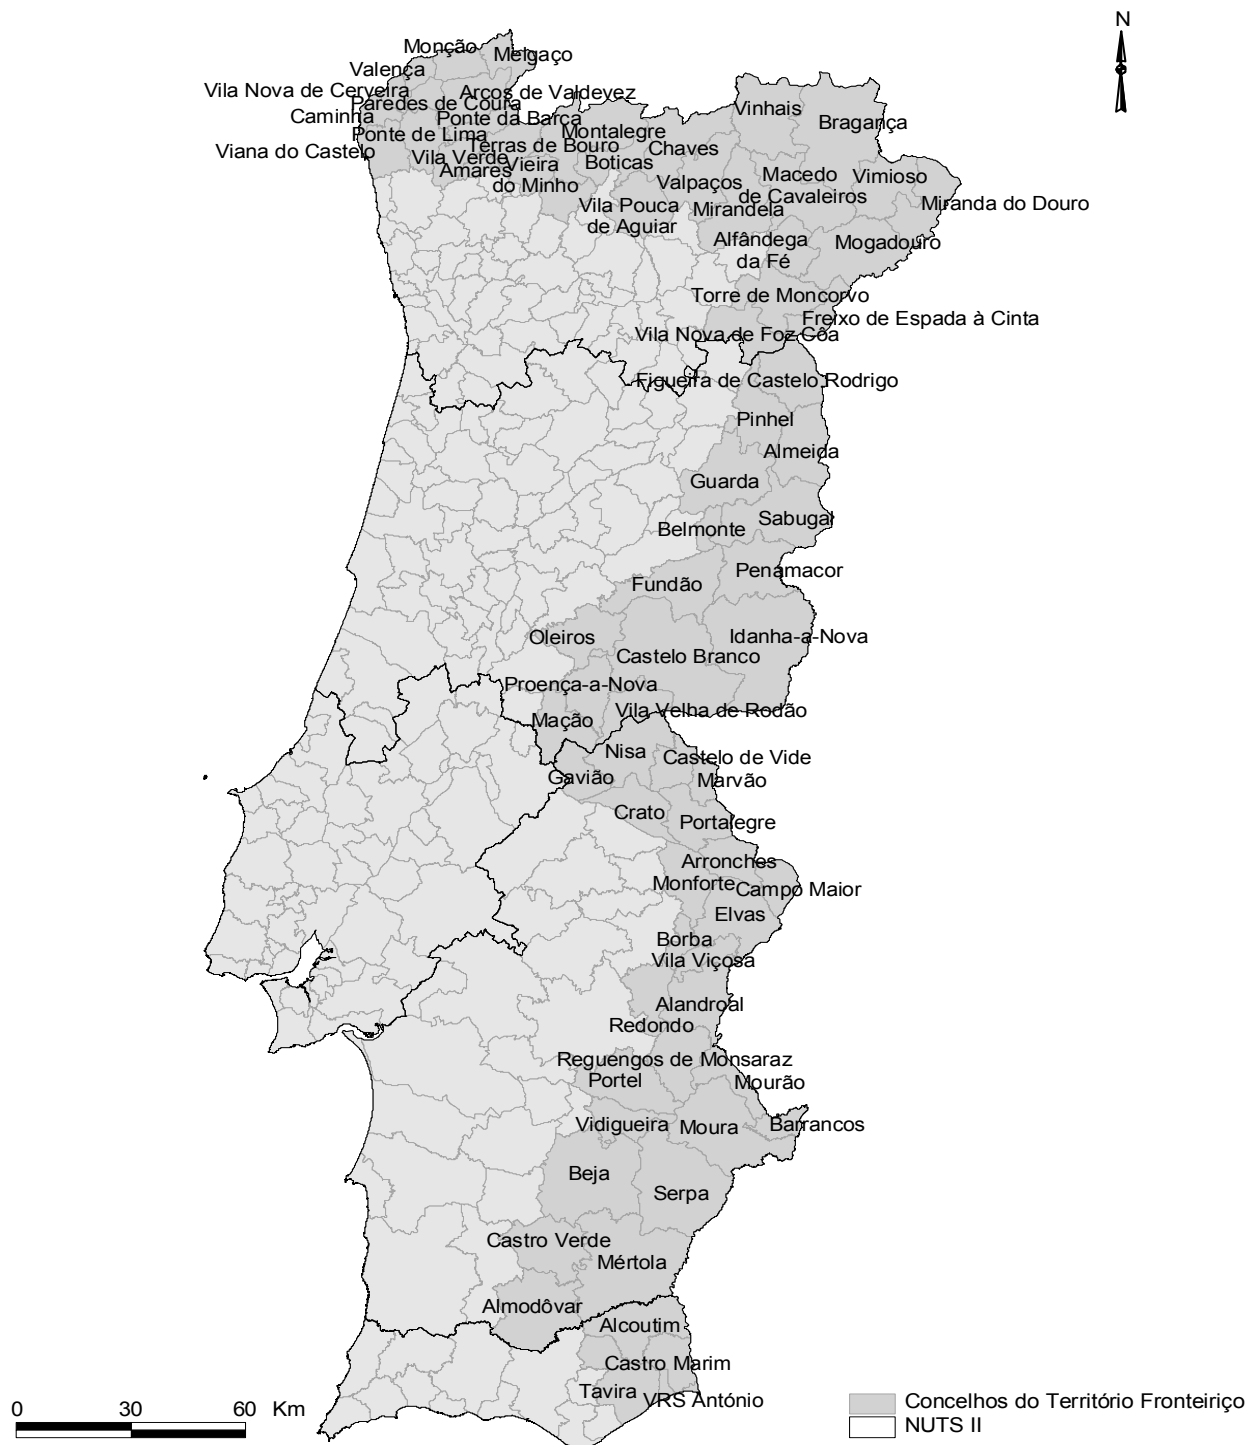 N
Monção
Melgaço
Valença
Vila Nova de Cerveira
Arcos de Valdevez
Paredes de Coura
Caminha
Ponte da Barca
Ponte de Lima
Montalegre
Terras de Bouro
Chaves
Viana do Castelo
Vila Verde
Vieira
do Minho
Boticas
Amares
Vinhais
Bragança
Valpaços
Macedo
de Cavaleiros
Vimioso
Miranda do Douro
Vila Pouca
de Aguiar
Mirandela
Alfândega
da Fé
Mogadouro
Torre de Moncorvo
Freixo de Espada à Cinta
Vila Nova de Foz Côa
Figueira de Castelo Rodrigo
Pinhel
Almeida
Guarda
Sabugal
Belmonte
Penamacor
Fundão
Oleiros
Idanha-a-Nova
Castelo Branco
Proença-a-Nova
Vila Velha de Rodão
Mação
Nisa
Castelo de Vide
Gavião
Marvão
Crato
Portalegre
Arronches
Monforte
Campo Maior
Elvas
Borba
Vila Viçosa
Alandroal
Redondo
Reguengos de Monsaraz
Portel
Mourão
Vidigueira
Moura
Barrancos
Beja
Serpa
Castro Verde
Mértola
Almodôvar
Alcoutim
Castro Marim
Tavira
VRS António
0 30 60 Km
Concelhos do Território Fronteiriço
NUTS II